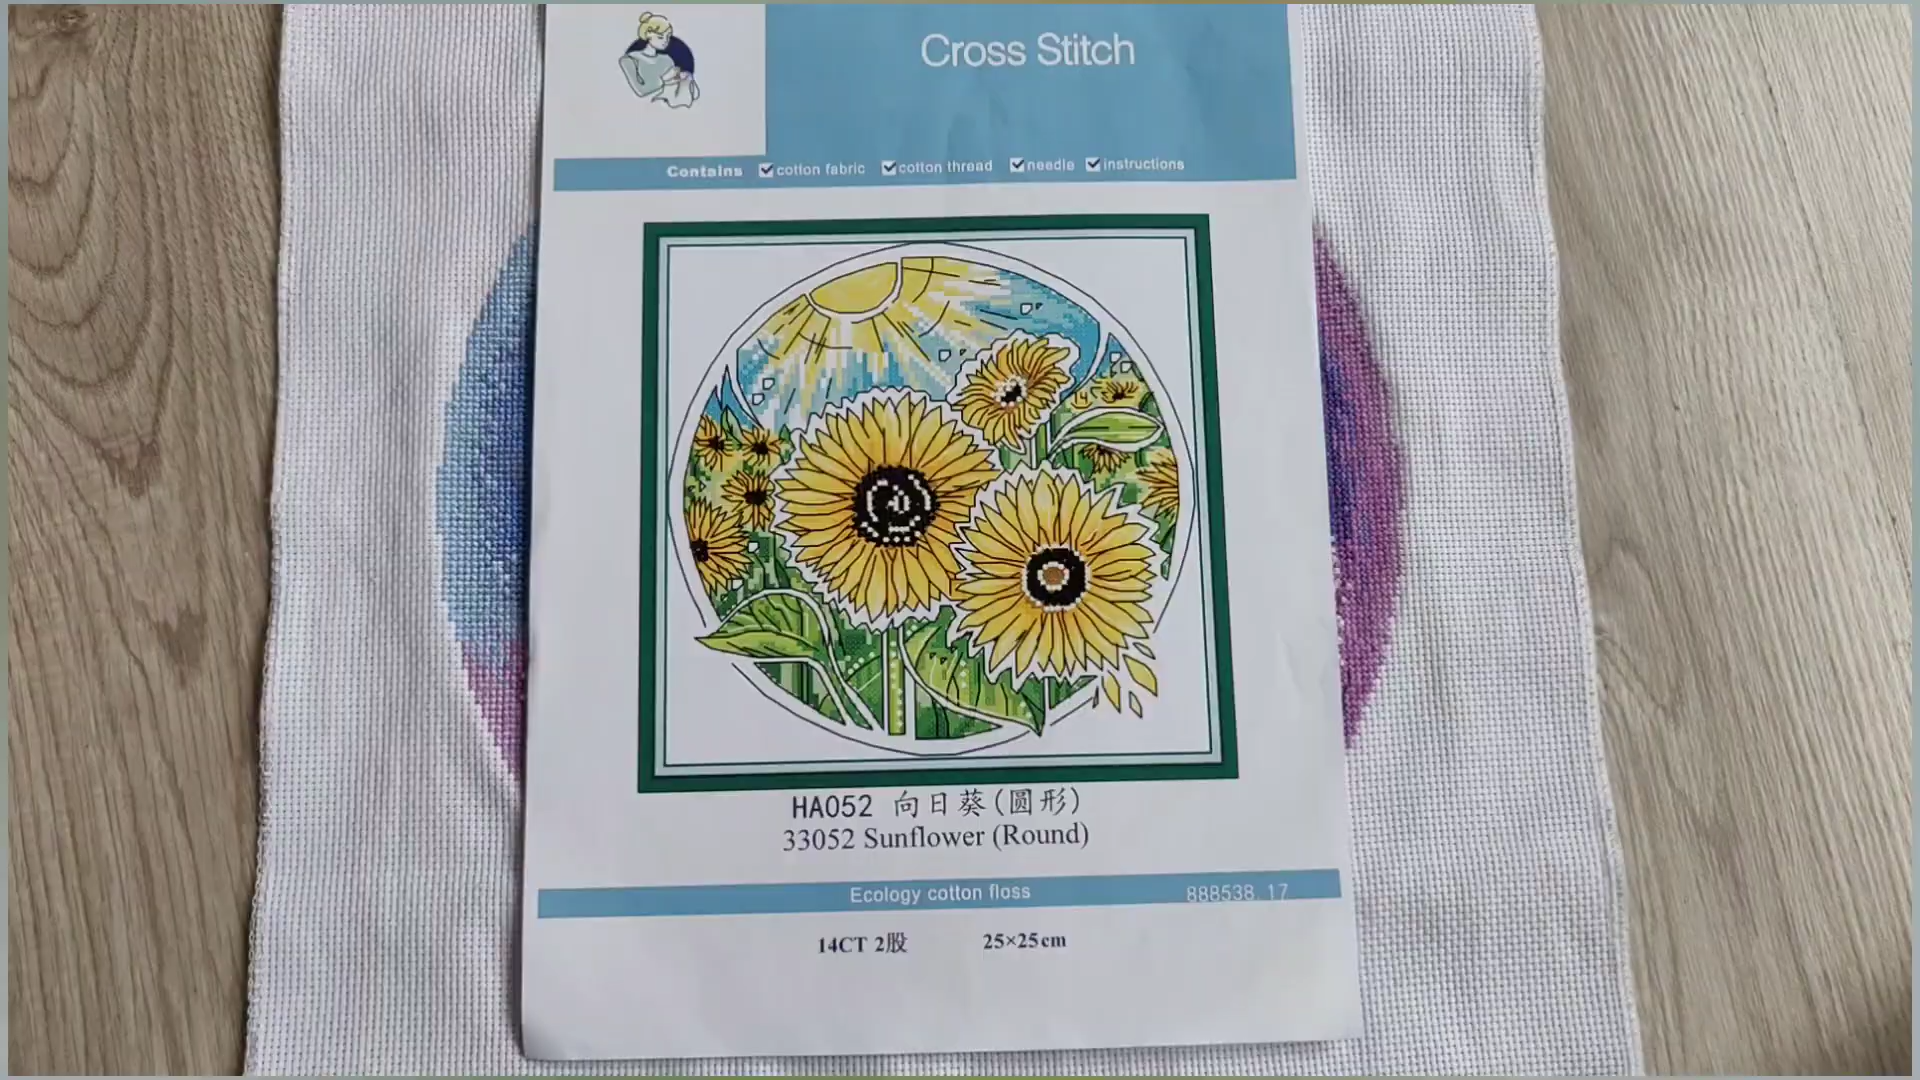 Cross Stitch
Contains cotton fabric cotton thread needle instructions
HA052 向日葵(圆形)
33052 Sunflower (Round)
Ecology cotton floss 888538 17
14CT 2股 25×25cm